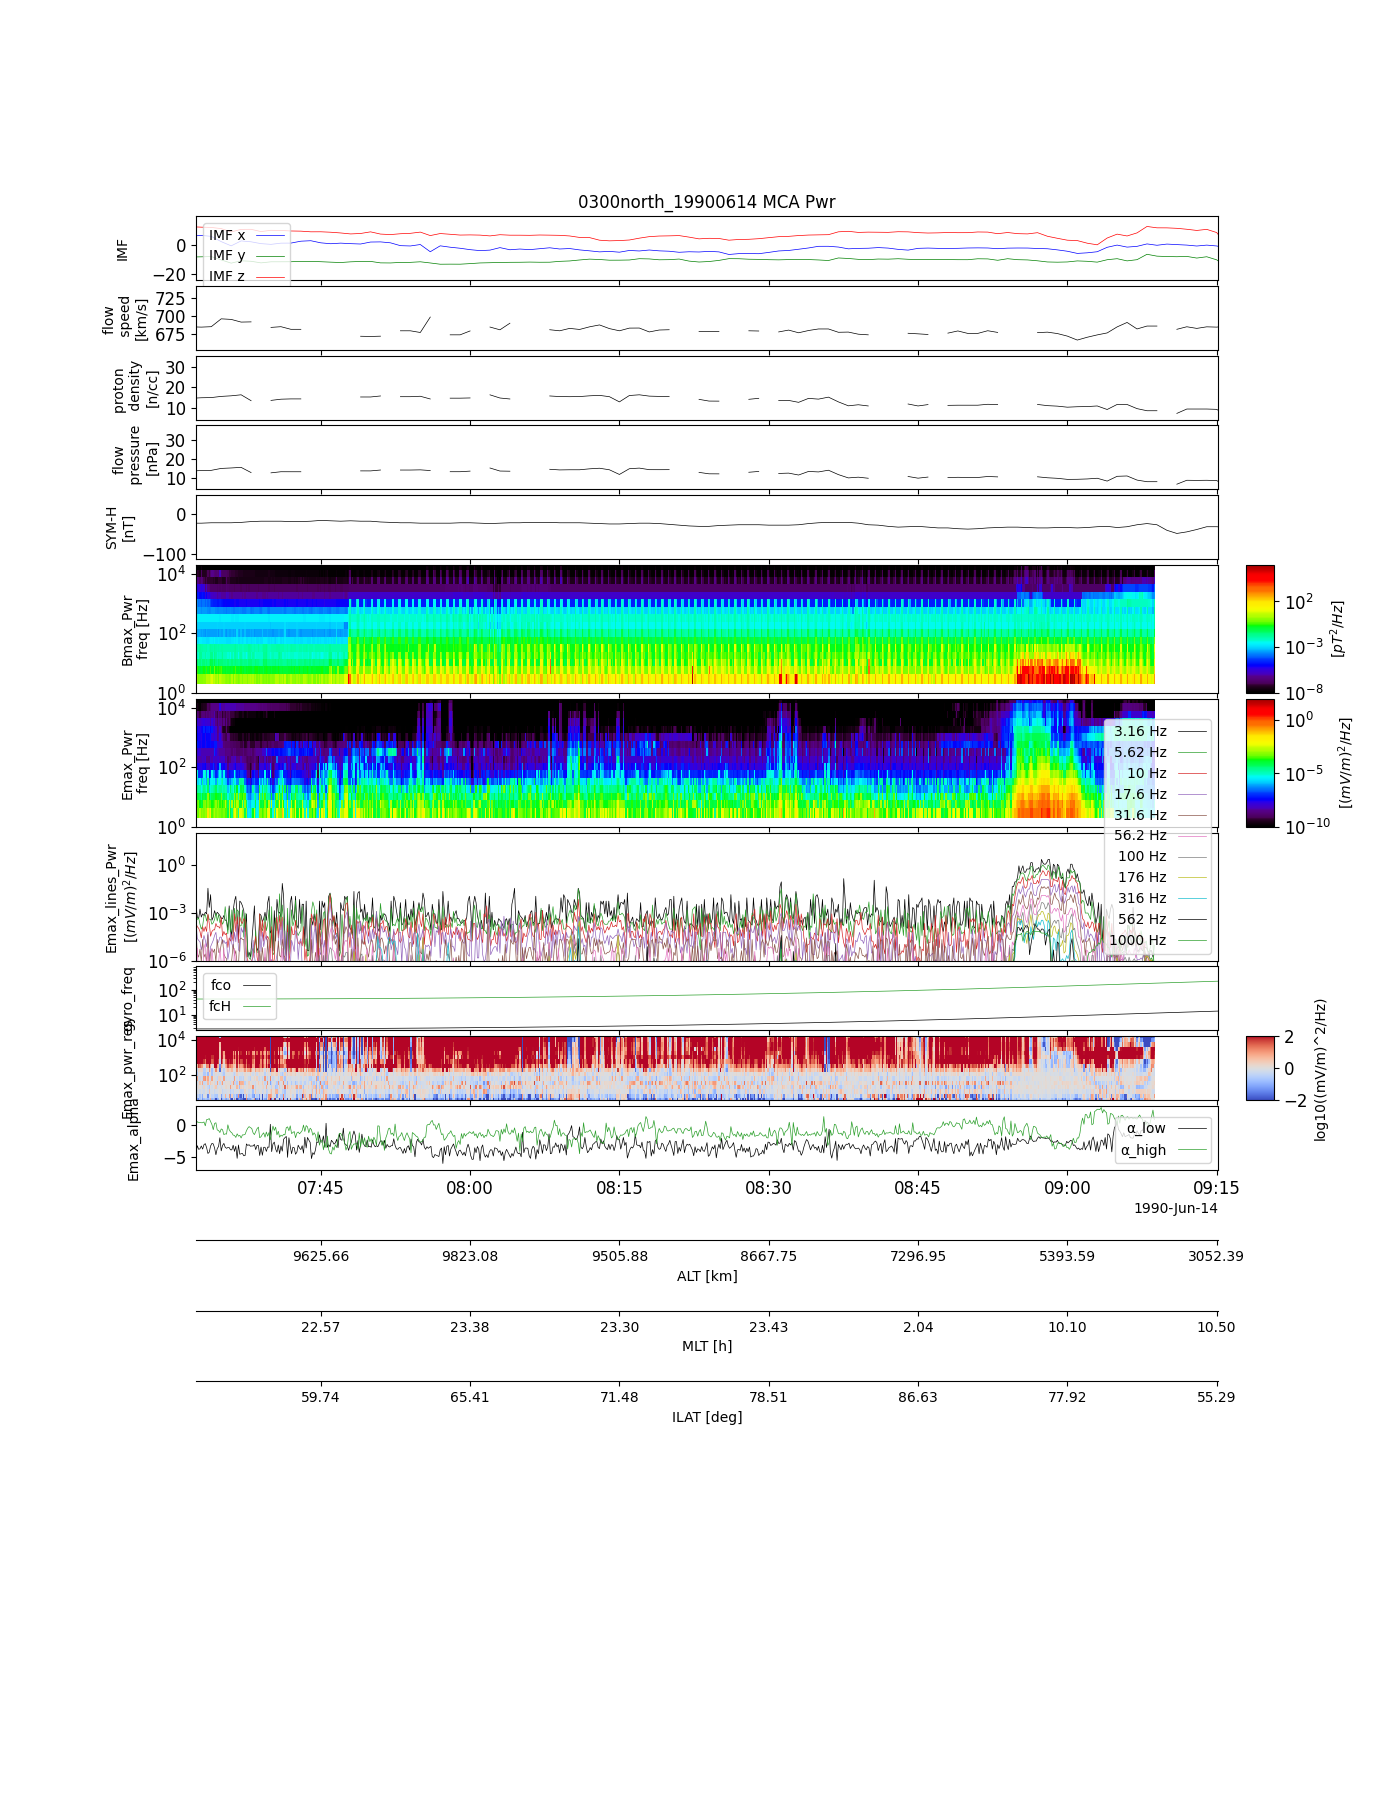 0300north_19900614 MCA Pwr
IMF
0
−20
IMF x
IMF y
IMF z
flow
speed
[km/s]
725
700
675
proton
density
[n/cc]
30
20
10
flow
pressure
[nPa]
30
20
10
SYM-H
[nT]
0
−100
Bmax_Pwr
freq [Hz]
10^4
10^2
10^0
10^2
10^−3
10^−8
[pT^2/Hz]
Emax_Pwr
freq [Hz]
10^4
10^2
10^0
10^0
10^−5
10^−10
[(mV/m)^2/Hz]
3.16 Hz
5.62 Hz
10 Hz
17.6 Hz
31.6 Hz
56.2 Hz
100 Hz
176 Hz
316 Hz
562 Hz
1000 Hz
Emax_lines_Pwr
[(mV/m)^2/Hz]
10^0
10^−3
10^−6
gyro_freq
10^2
10^1
fco
fcH
Emax_pwr_reg
10^4
10^2
2
0
−2
log10((mV/m)^2/Hz)
Emax_alpha
0
−5
α_low
α_high
07:45 08:00 08:15 08:30 08:45 09:00 09:15
1990-Jun-14
9625.66 9823.08 9505.88 8667.75 7296.95 5393.59 3052.39
ALT [km]
22.57 23.38 23.30 23.43 2.04 10.10 10.50
MLT [h]
59.74 65.41 71.48 78.51 86.63 77.92 55.29
ILAT [deg]